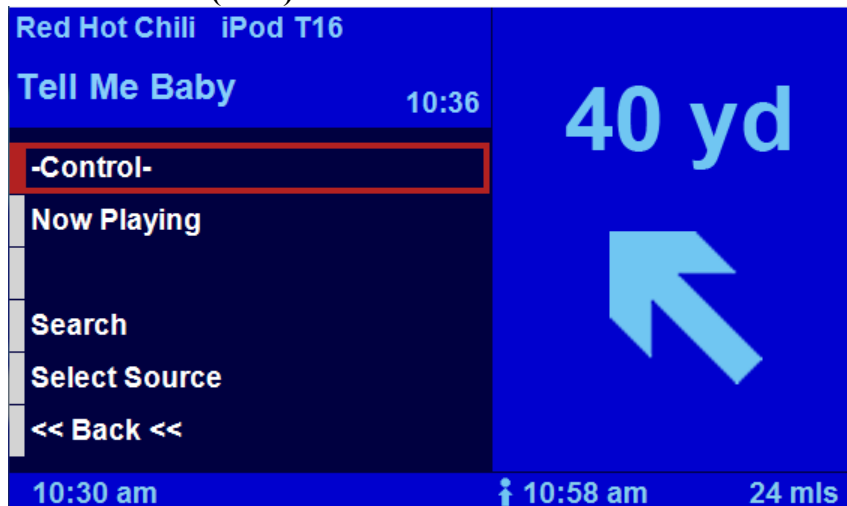 Red Hot Chili iPod T16
Tell Me Baby
10:36
40 yd
-Control-
Now Playing
Search
Select Source
<< Back <<
10:30 am
10:58 am
24 mls